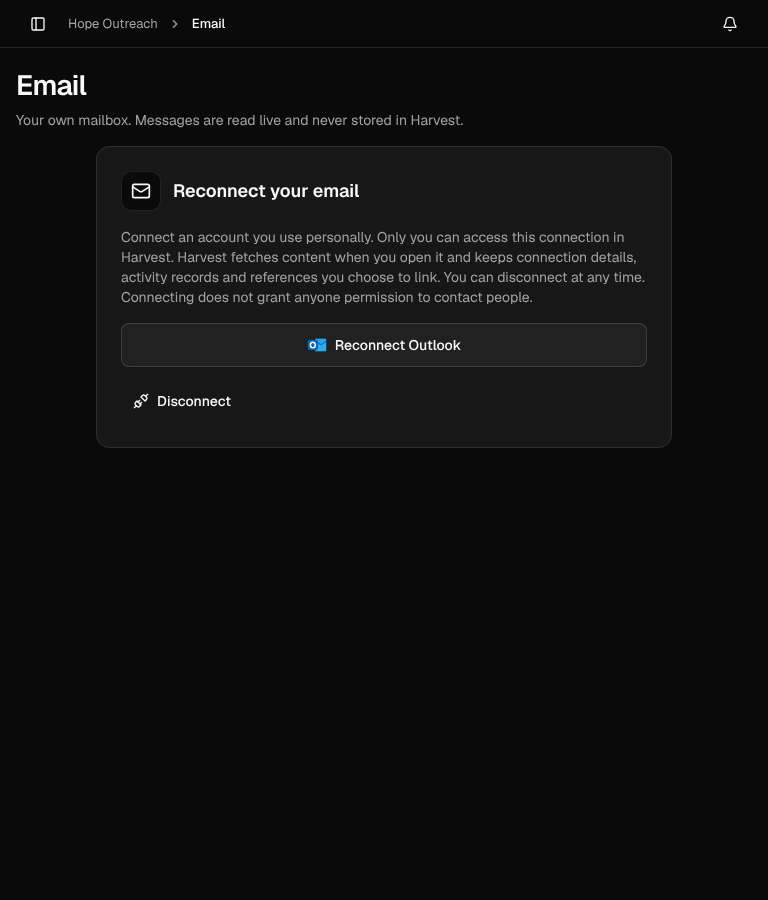 Hope Outreach > Email
Email
Your own mailbox. Messages are read live and never stored in Harvest.
Reconnect your email
Connect an account you use personally. Only you can access this connection in
Harvest. Harvest fetches content when you open it and keeps connection details,
activity records and references you choose to link. You can disconnect at any time.
Connecting does not grant anyone permission to contact people.
Reconnect Outlook
Disconnect